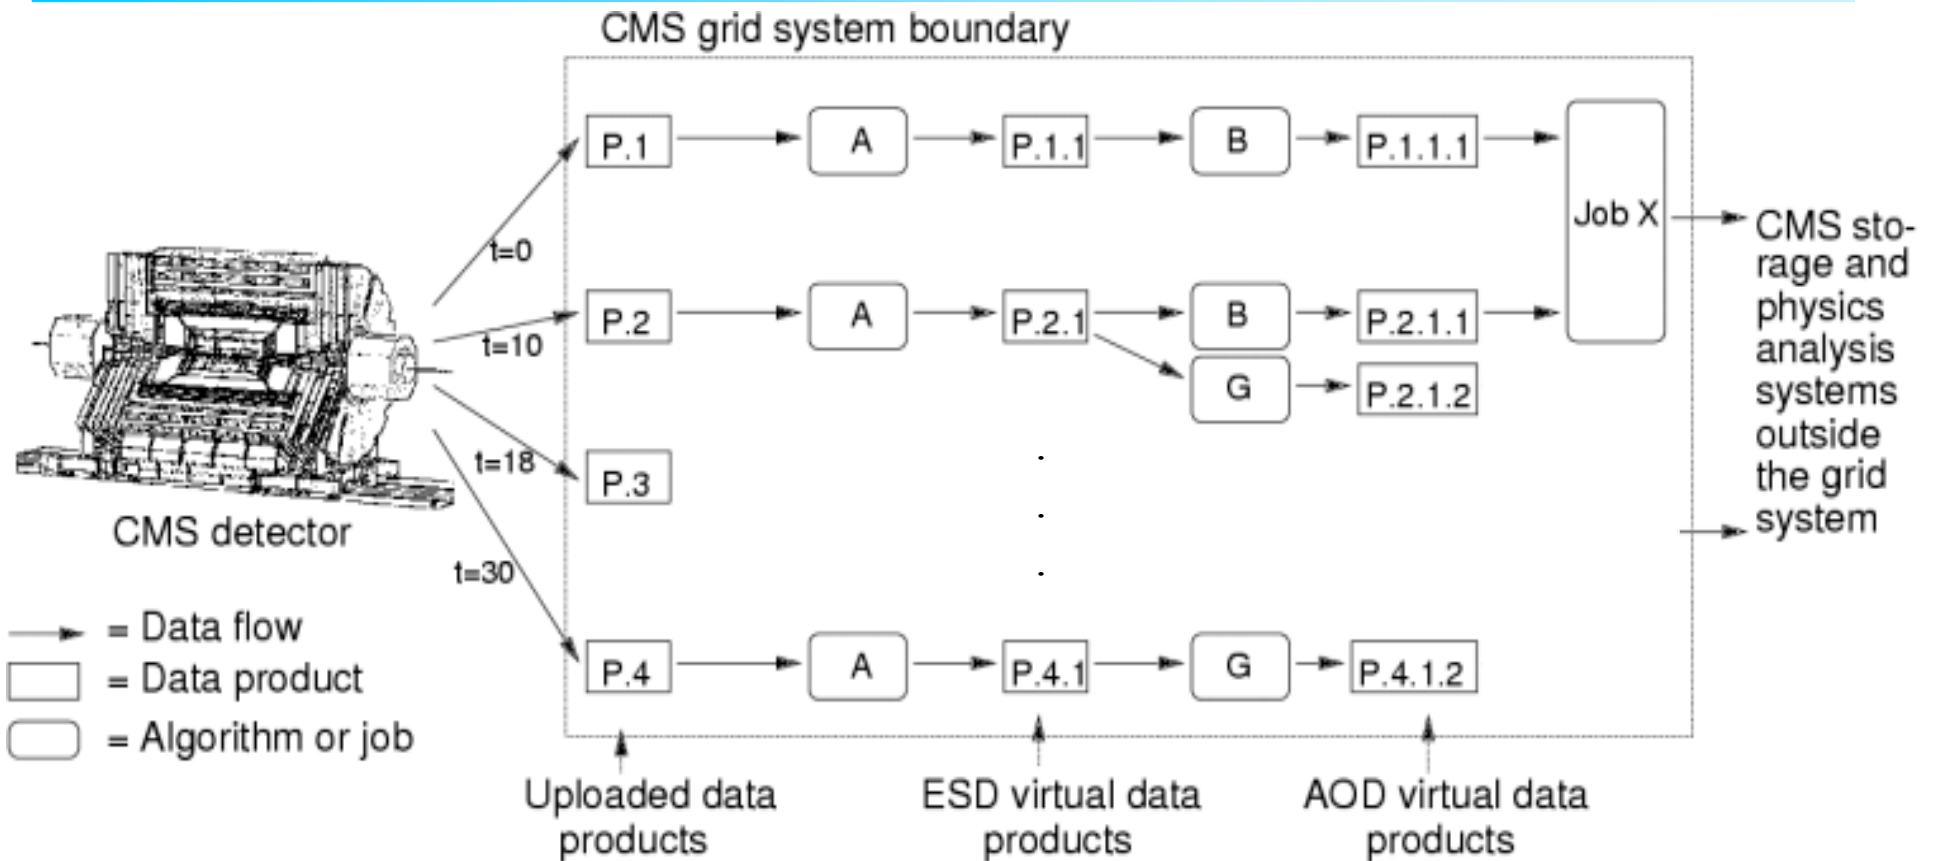 CMS grid system boundary
P.1
A
P.1.1
B
P.1.1.1
Job X
t=0
P.2
A
P.2.1
B
P.2.1.1
t=10
G
P.2.1.2
t=18
P.3
.
.
.
CMS detector
t=30
P.4
A
P.4.1
G
P.4.1.2
CMS sto-
rage and
physics
analysis
systems
outside
the grid
system
= Data flow
= Data product
= Algorithm or job
Uploaded data
products
ESD virtual data
products
AOD virtual data
products